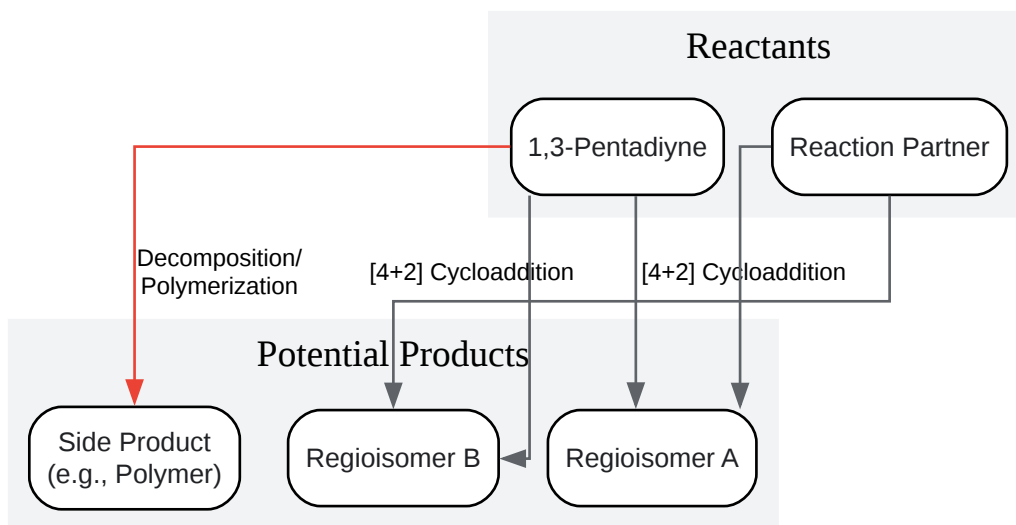 Reactants
1,3-Pentadiyne
Reaction Partner
Decomposition/
Polymerization
[4+2] Cycloaddition
[4+2] Cycloaddition
Potential Products
Side Product
(e.g., Polymer)
Regioisomer B
Regioisomer A